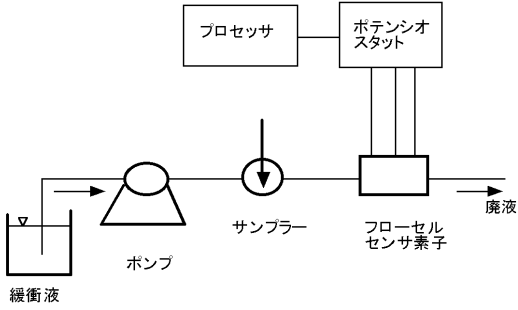 プロセッサ
ポテンシオ
スタット
サンプラー
フローセル
センサ素子
廃液
ポンプ
緩衝液